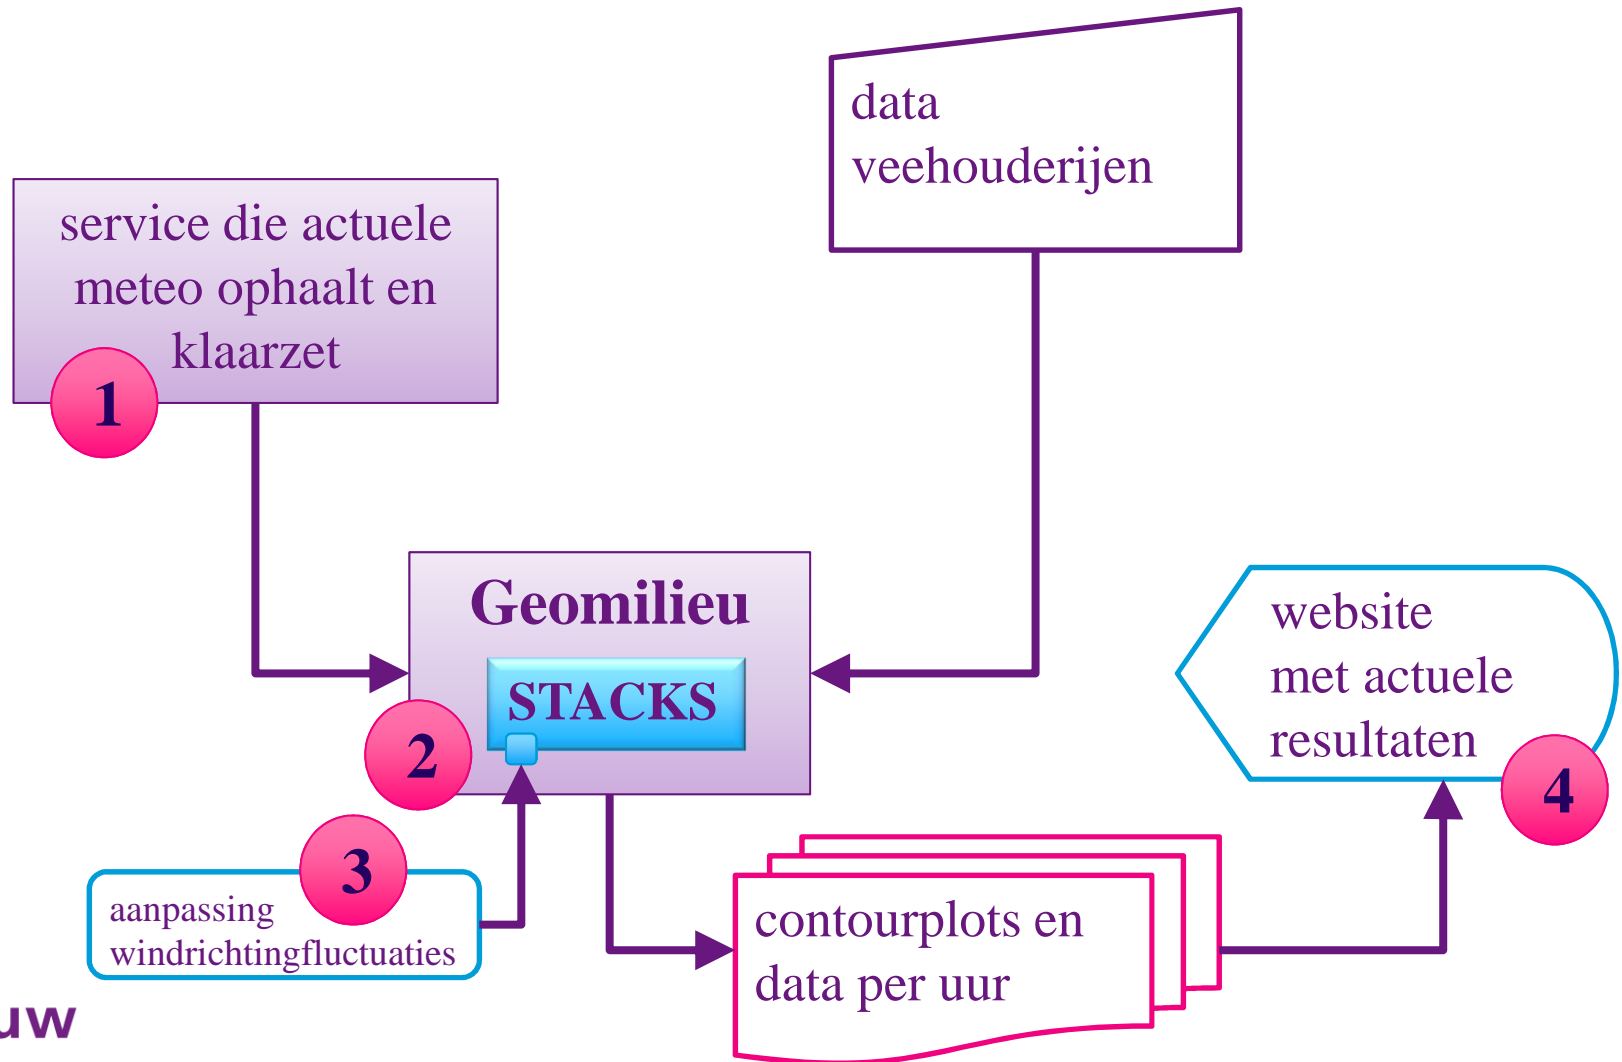 data
veehouderijen
service die actuele
meteo ophaalt en
klaarzet
1
Geomilieu
STACKS
2
website
met actuele
resultaten
4
3
aanpassing
windrichtingfluctuaties
contourplots en
data per uur
uw